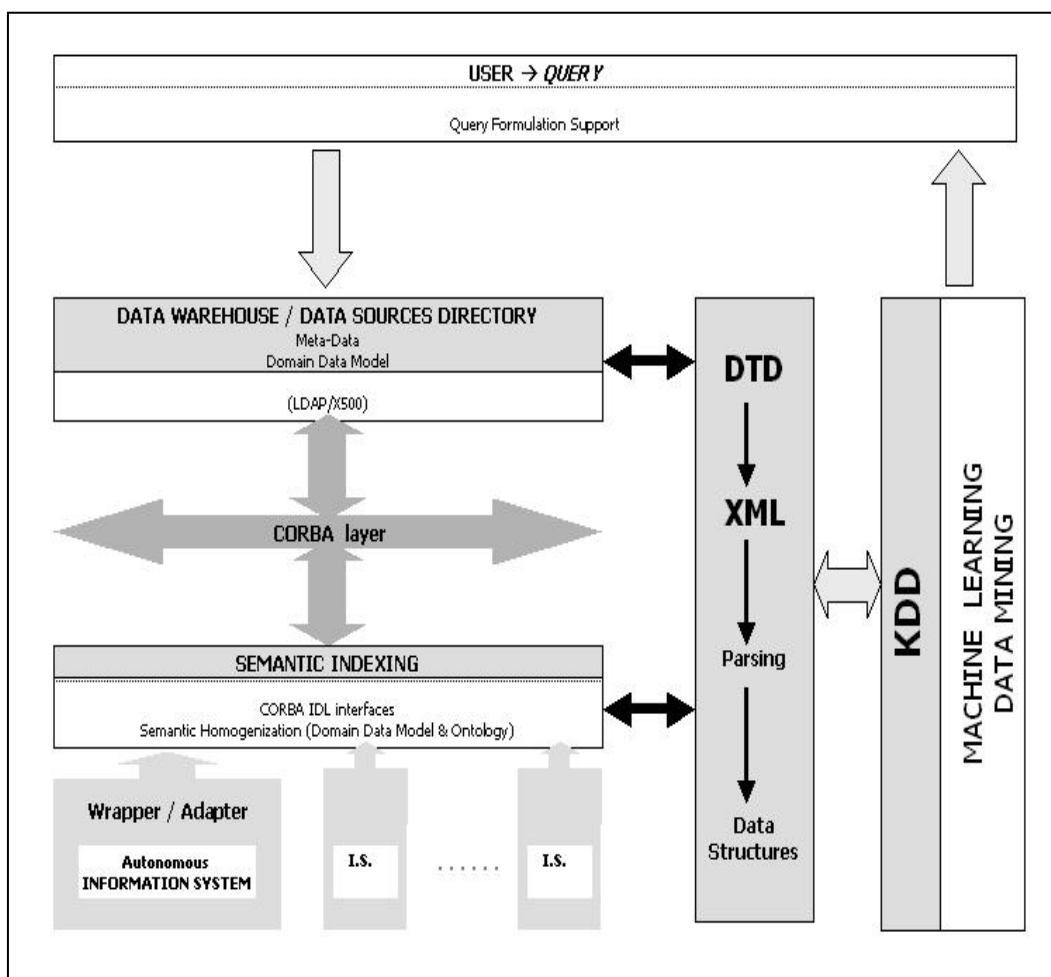 USER → QUERY
Query Formulation Support
DATA WAREHOUSE / DATA SOURCES DIRECTORY
Meta-Data
Domain Data Model
(LDAP/X500)
CORBA layer
SEMANTIC INDEXING
CORBA IDL interfaces
Semantic Homogenization (Domain Data Model & Ontology)
Wrapper / Adapter
Autonomous
INFORMATION SYSTEM
I.S.
......
I.S.
DTD
XML
Parsing
Data
Structures
KDD
MACHINE LEARNING
DATA MINING